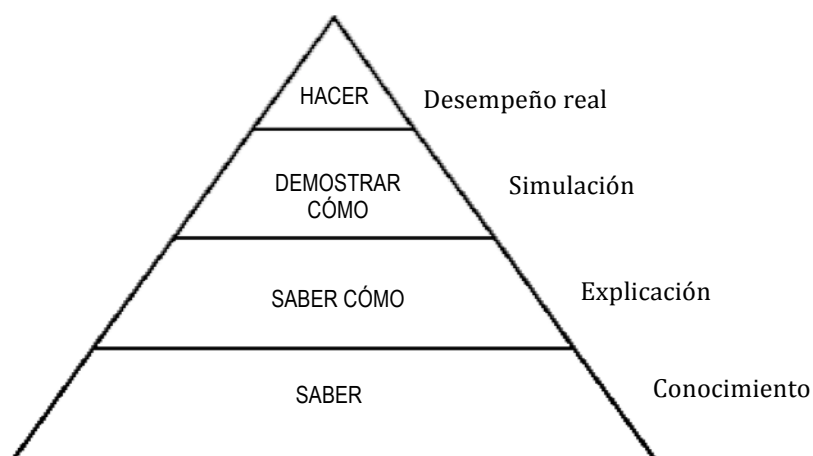 HACER
Desempeño real
DEMOSTRAR
CÓMO
Simulación
SABER CÓMO
Explicación
SABER
Conocimiento